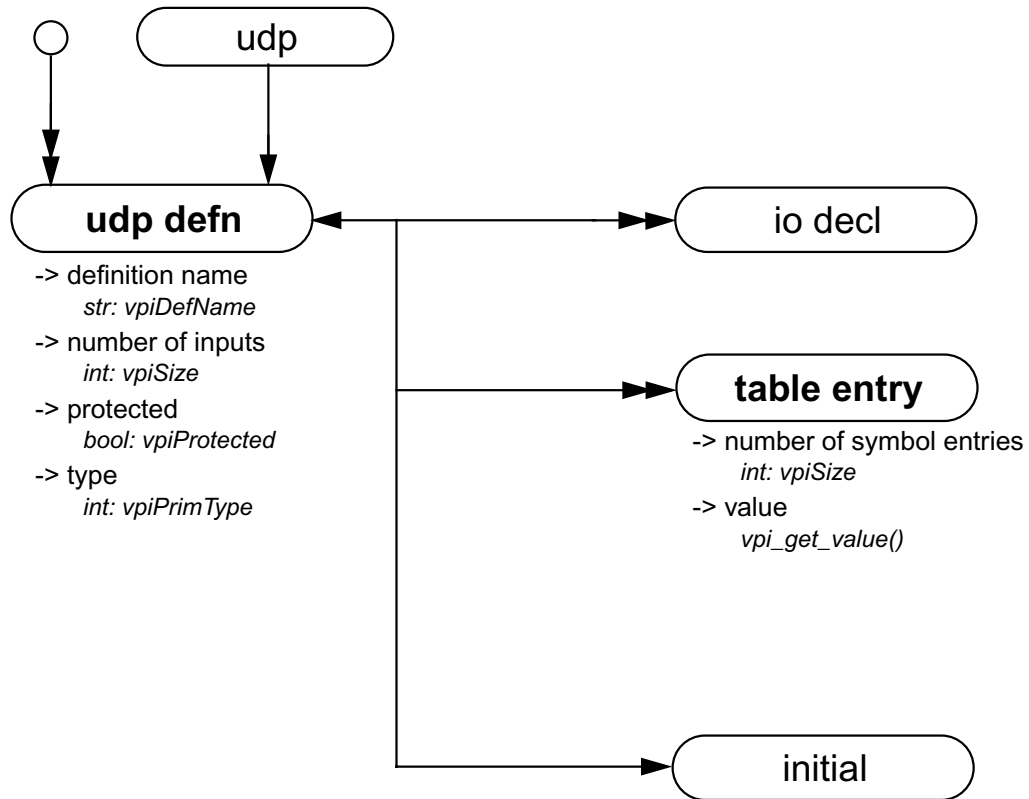 udp
udp defn
-> definition name
str: vpiDefName
-> number of inputs
int: vpiSize
-> protected
bool: vpiProtected
-> type
int: vpiPrimType
io decl
table entry
-> number of symbol entries
int: vpiSize
-> value
vpi_get_value()
initial